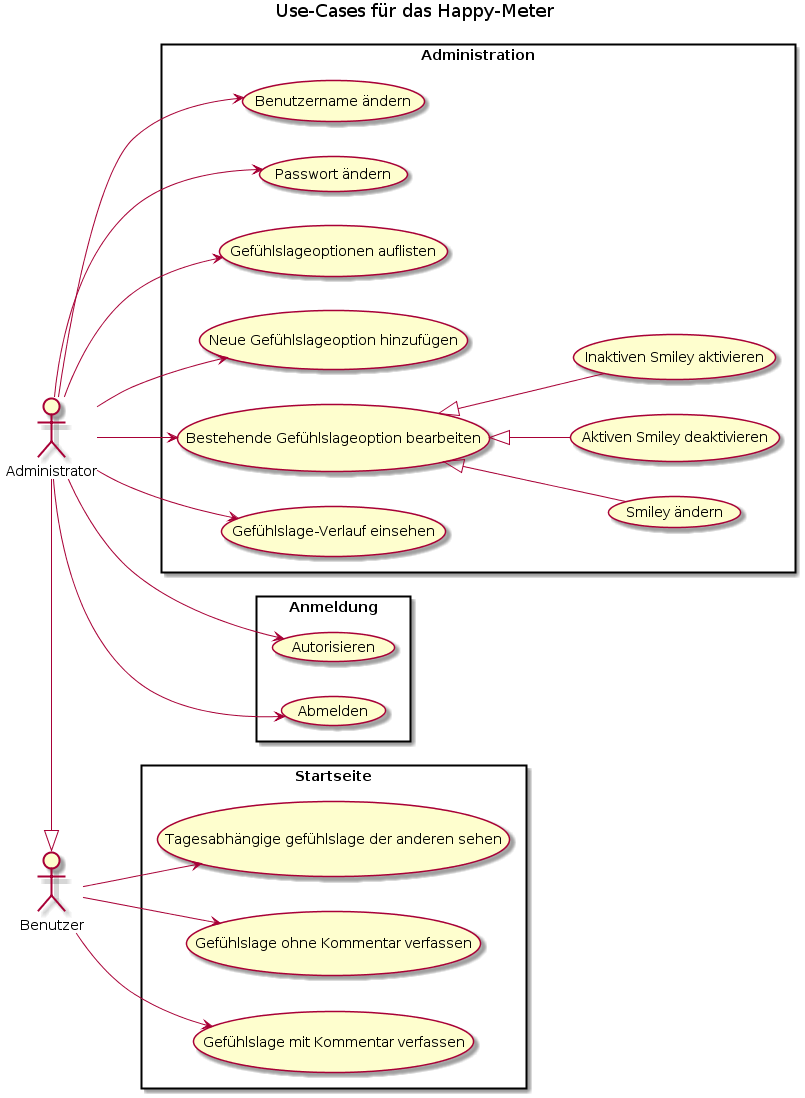 Use-Cases für das Happy-Meter
Administration
Benutzername ändern
Passwort ändern
Gefühlslageoptionen auflisten
Neue Gefühlslageoption hinzufügen
Inaktiven Smiley aktivieren
Bestehende Gefühlslageoption bearbeiten
Aktiven Smiley deaktivieren
Administrator
Smiley ändern
Gefühlslage-Verlauf einsehen
Anmeldung
Autorisieren
Abmelden
Startseite
Tagesabhängige gefühlslage der anderen sehen
Benutzer
Gefühlslage ohne Kommentar verfassen
Gefühlslage mit Kommentar verfassen